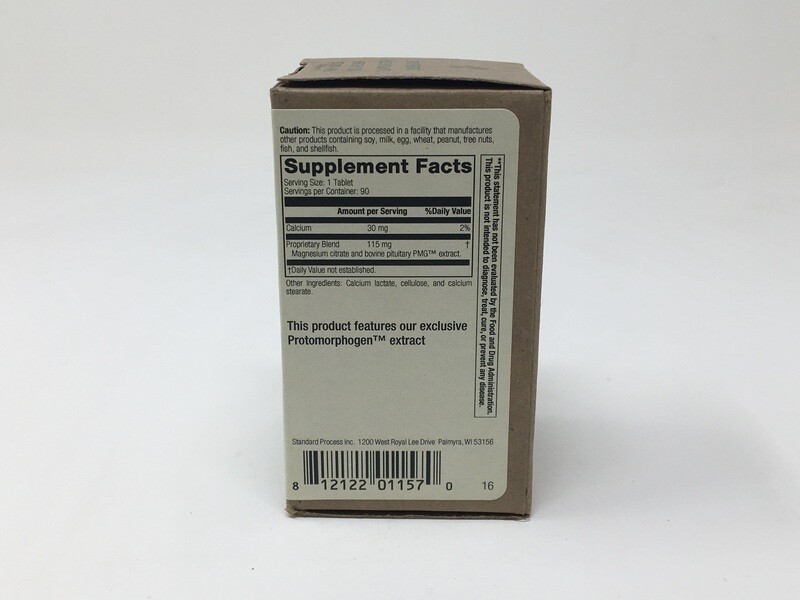 Caution: This product is processed in a facility that manufactures
other products containing soy, milk, egg, wheat, peanut, tree nuts,
fish, and shellfish.
Supplement Facts
Serving Size: 1 Tablet
Servings per Container: 90
Amount per Serving %Daily Value
Calcium 30 mg 2%
Proprietary Blend 115 mg †
Magnesium citrate and bovine pituitary PMG™ extract.
†Daily Value not established.
Other Ingredients: Calcium lactate, cellulose, and calcium
stearate.
**This statement has not been evaluated by the Food and Drug Administration.
This product is not intended to diagnose, treat, cure, or prevent any disease.
This product features our exclusive
Protomorphogen™ extract
Standard Process Inc. 1200 West Royal Lee Drive Palmyra, WI 53156
8 12122 01157 0 16